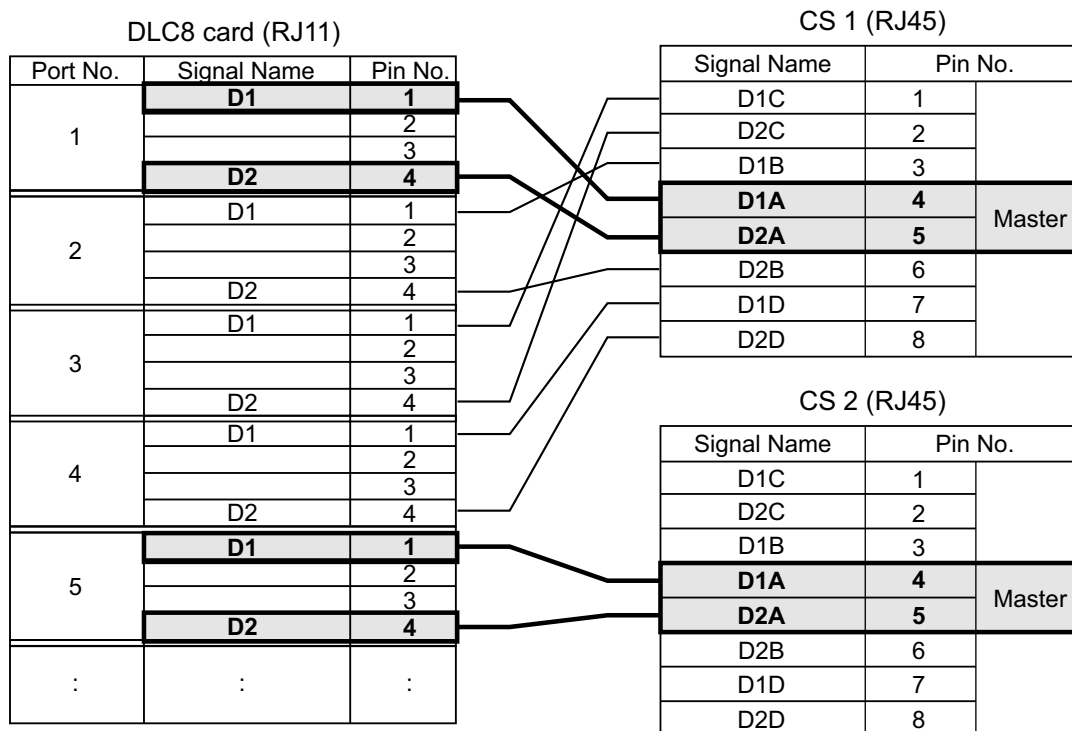 DLC8 card (RJ11)
Port No. Signal Name Pin No.
1 D1 1
2
3
D2 4
2 D1 1
2
3
D2 4
3 D1 1
2
3
D2 4
4 D1 1
2
3
D2 4
5 D1 1
2
3
D2 4
: : :
CS 1 (RJ45)
Signal Name Pin No.
D1C 1
D2C 2
D1B 3
D1A 4 Master
D2A 5
D2B 6
D1D 7
D2D 8
CS 2 (RJ45)
Signal Name Pin No.
D1C 1
D2C 2
D1B 3
D1A 4 Master
D2A 5
D2B 6
D1D 7
D2D 8